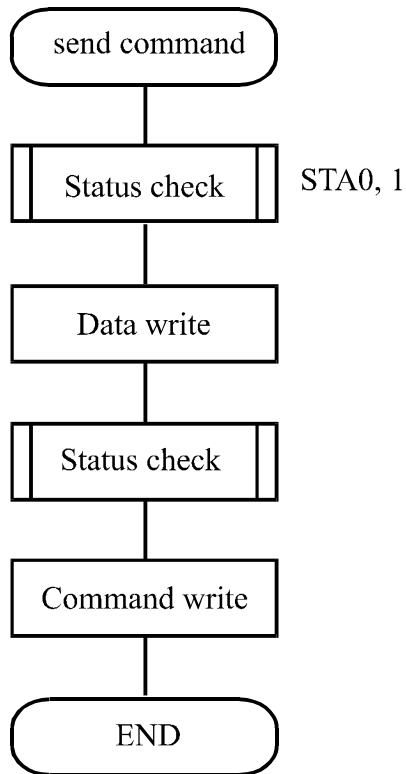 send command
Status check
STA0, 1
Data write
Status check
Command write
END